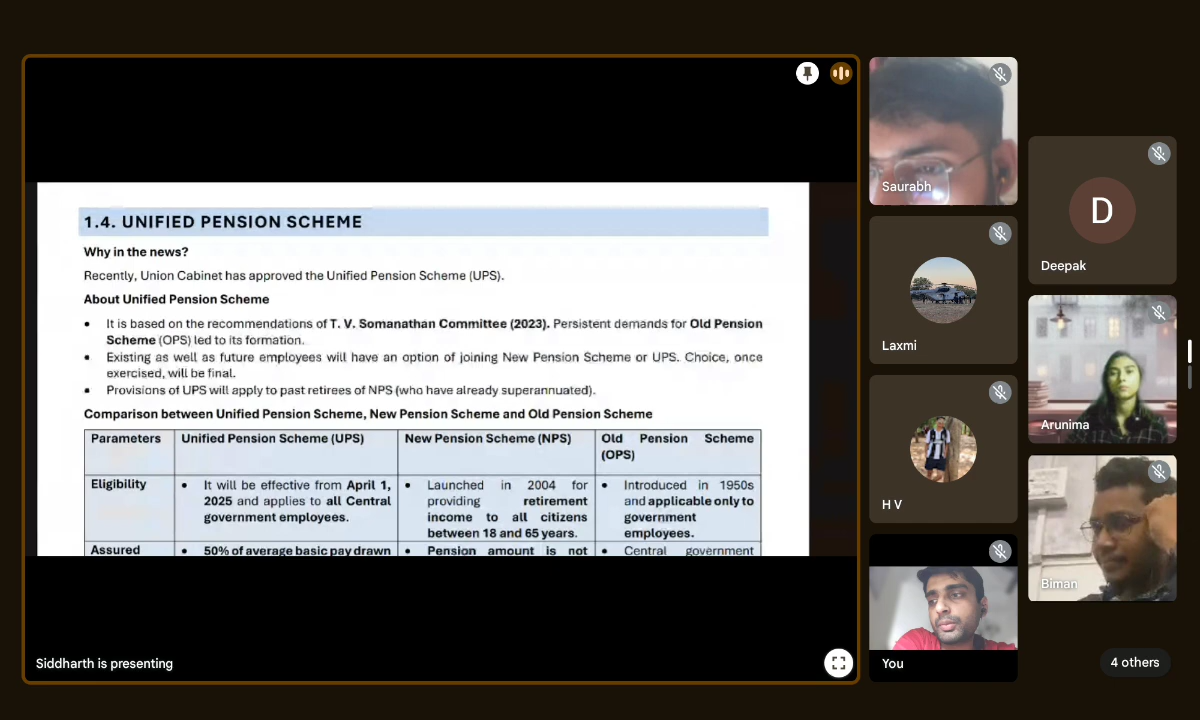 1.4. UNIFIED PENSION SCHEME
Why in the news?
Recently, Union Cabinet has approved the Unified Pension Scheme (UPS).
About Unified Pension Scheme
• It is based on the recommendations of T. V. Somanathan Committee (2023). Persistent demands for Old Pension
Scheme (OPS) led to its formation.
• Existing as well as future employees will have an option of joining New Pension Scheme or UPS. Choice, once
exercised, will be final.
• Provisions of UPS will apply to past retirees of NPS (who have already superannuated).
Comparison between Unified Pension Scheme, New Pension Scheme and Old Pension Scheme
Parameters
Unified Pension Scheme (UPS)
New Pension Scheme (NPS)
Old Pension Scheme
(OPS)
Eligibility
• It will be effective from April 1,
2025 and applies to all Central
government employees.
• Launched in 2004 for
providing retirement
income to all citizens
between 18 and 65 years.
• Introduced in 1950s
and applicable only to
government
employees.
Assured
• 50% of average basic pay drawn
• Pension amount is not
• Central government
Siddharth is presenting
Saurabh
Laxmi
H V
You
D
Deepak
Arunima
Biman
4 others